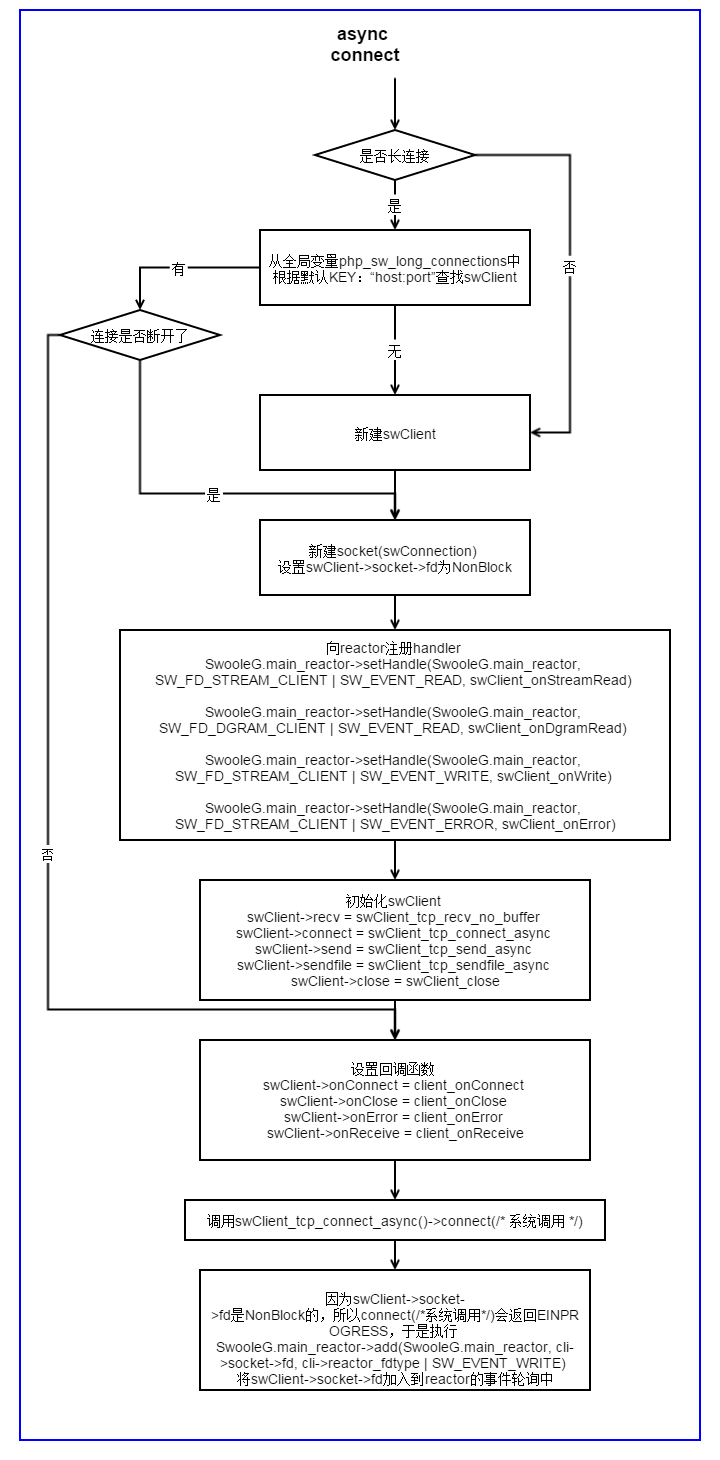 async
connect
是否长连接
是
否
从全局变量php_sw_long_connections中
根据默认KEY：“host:port”查找swClient
有
连接是否断开了
无
新建swClient
是
新建socket(swConnection)
设置swClient->socket->fd为NonBlock
向reactor注册handler
SwooleG.main_reactor->setHandle(SwooleG.main_reactor,
SW_FD_STREAM_CLIENT | SW_EVENT_READ, swClient_onStreamRead)
SwooleG.main_reactor->setHandle(SwooleG.main_reactor,
SW_FD_DGRAM_CLIENT | SW_EVENT_READ, swClient_onDgramRead)
SwooleG.main_reactor->setHandle(SwooleG.main_reactor,
SW_FD_STREAM_CLIENT | SW_EVENT_WRITE, swClient_onWrite)
SwooleG.main_reactor->setHandle(SwooleG.main_reactor,
SW_FD_STREAM_CLIENT | SW_EVENT_ERROR, swClient_onError)
否
初始化swClient
swClient->recv = swClient_tcp_recv_no_buffer
swClient->connect = swClient_tcp_connect_async
swClient->send = swClient_tcp_send_async
swClient->sendfile = swClient_tcp_sendfile_async
swClient->close = swClient_close
设置回调函数
swClient->onConnect = client_onConnect
swClient->onClose = client_onClose
swClient->onError = client_onError
swClient->onReceive = client_onReceive
调用swClient_tcp_connect_async()->connect(/* 系统调用 */)
因为swClient->socket-
>fd是NonBlock的，所以connect(/*系统调用*/)会返回EINPR
OGRESS，于是执行
SwooleG.main_reactor->add(SwooleG.main_reactor, cli-
>socket->fd, cli->reactor_fdtype | SW_EVENT_WRITE)
将swClient->socket->fd加入到reactor的事件轮询中